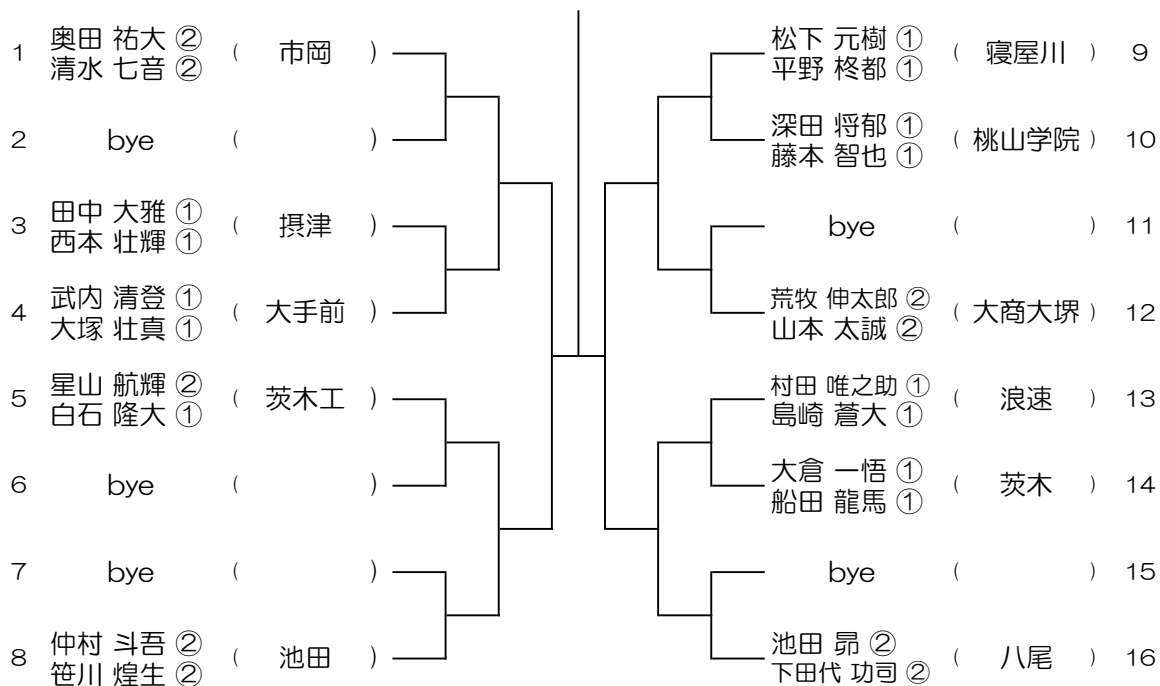 1 奥田 祐大 ② ( 市岡 )
清水 七音 ②
2 bye ( )
3 田中 大雅 ① ( 摂津 )
西本 壮輝 ①
4 武内 清登 ① ( 大手前 )
大塚 壮真 ①
5 星山 航輝 ② ( 茨木工 )
白石 隆大 ①
6 bye ( )
7 bye ( )
8 仲村 斗吾 ② ( 池田 )
笹川 煌生 ②
松下 元樹 ① ( 寝屋川 ) 9
平野 柊都 ①
深田 将郁 ① ( 桃山学院 ) 10
藤本 智也 ①
bye ( ) 11
荒牧 伸太郎 ② ( 大商大堺 ) 12
山本 太誠 ②
村田 唯之助 ① ( 浪速 ) 13
島崎 蒼大 ①
大倉 一悟 ① ( 茨木 ) 14
船田 龍馬 ①
bye ( ) 15
池田 昴 ② ( 八尾 ) 16
下田代 功司 ②